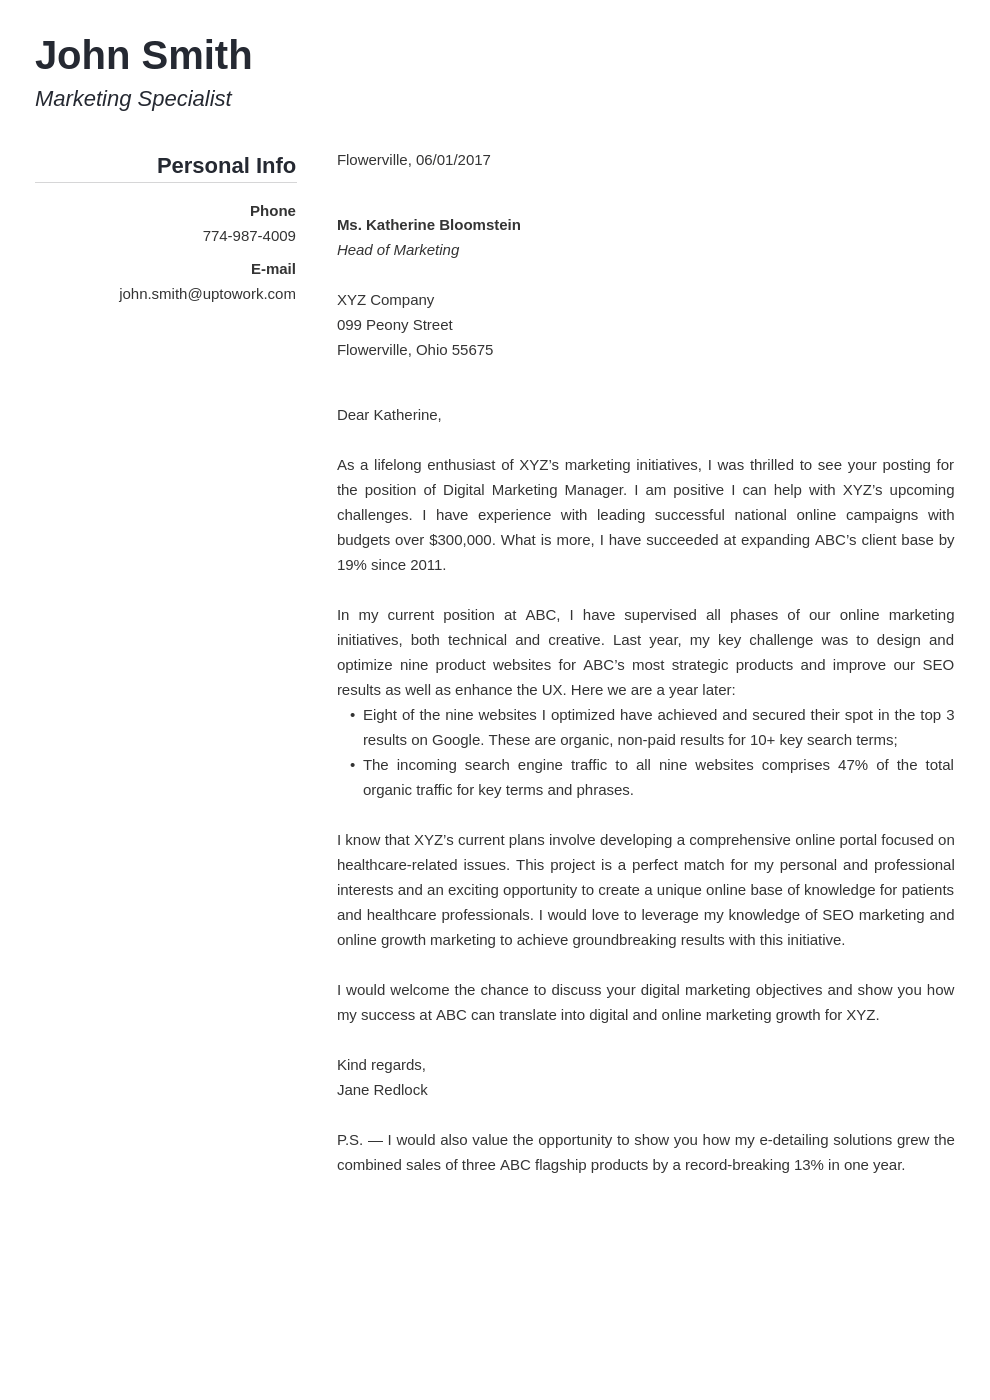 John Smith
Marketing Specialist
Personal Info
Phone
774-987-4009
E-mail
john.smith@uptowork.com
Flowerville, 06/01/2017
Ms. Katherine Bloomstein
Head of Marketing
XYZ Company
099 Peony Street
Flowerville, Ohio 55675
Dear Katherine,
As a lifelong enthusiast of XYZ’s marketing initiatives, I was thrilled to see your posting for
the position of Digital Marketing Manager. I am positive I can help with XYZ’s upcoming
challenges. I have experience with leading successful national online campaigns with
budgets over $300,000. What is more, I have succeeded at expanding ABC’s client base by
19% since 2011.
In my current position at ABC, I have supervised all phases of our online marketing
initiatives, both technical and creative. Last year, my key challenge was to design and
optimize nine product websites for ABC’s most strategic products and improve our SEO
results as well as enhance the UX. Here we are a year later:
• Eight of the nine websites I optimized have achieved and secured their spot in the top 3
results on Google. These are organic, non-paid results for 10+ key search terms;
• The incoming search engine traffic to all nine websites comprises 47% of the total
organic traffic for key terms and phrases.
I know that XYZ’s current plans involve developing a comprehensive online portal focused on
healthcare-related issues. This project is a perfect match for my personal and professional
interests and an exciting opportunity to create a unique online base of knowledge for patients
and healthcare professionals. I would love to leverage my knowledge of SEO marketing and
online growth marketing to achieve groundbreaking results with this initiative.
I would welcome the chance to discuss your digital marketing objectives and show you how
my success at ABC can translate into digital and online marketing growth for XYZ.
Kind regards,
Jane Redlock
P.S. — I would also value the opportunity to show you how my e-detailing solutions grew the
combined sales of three ABC flagship products by a record-breaking 13% in one year.